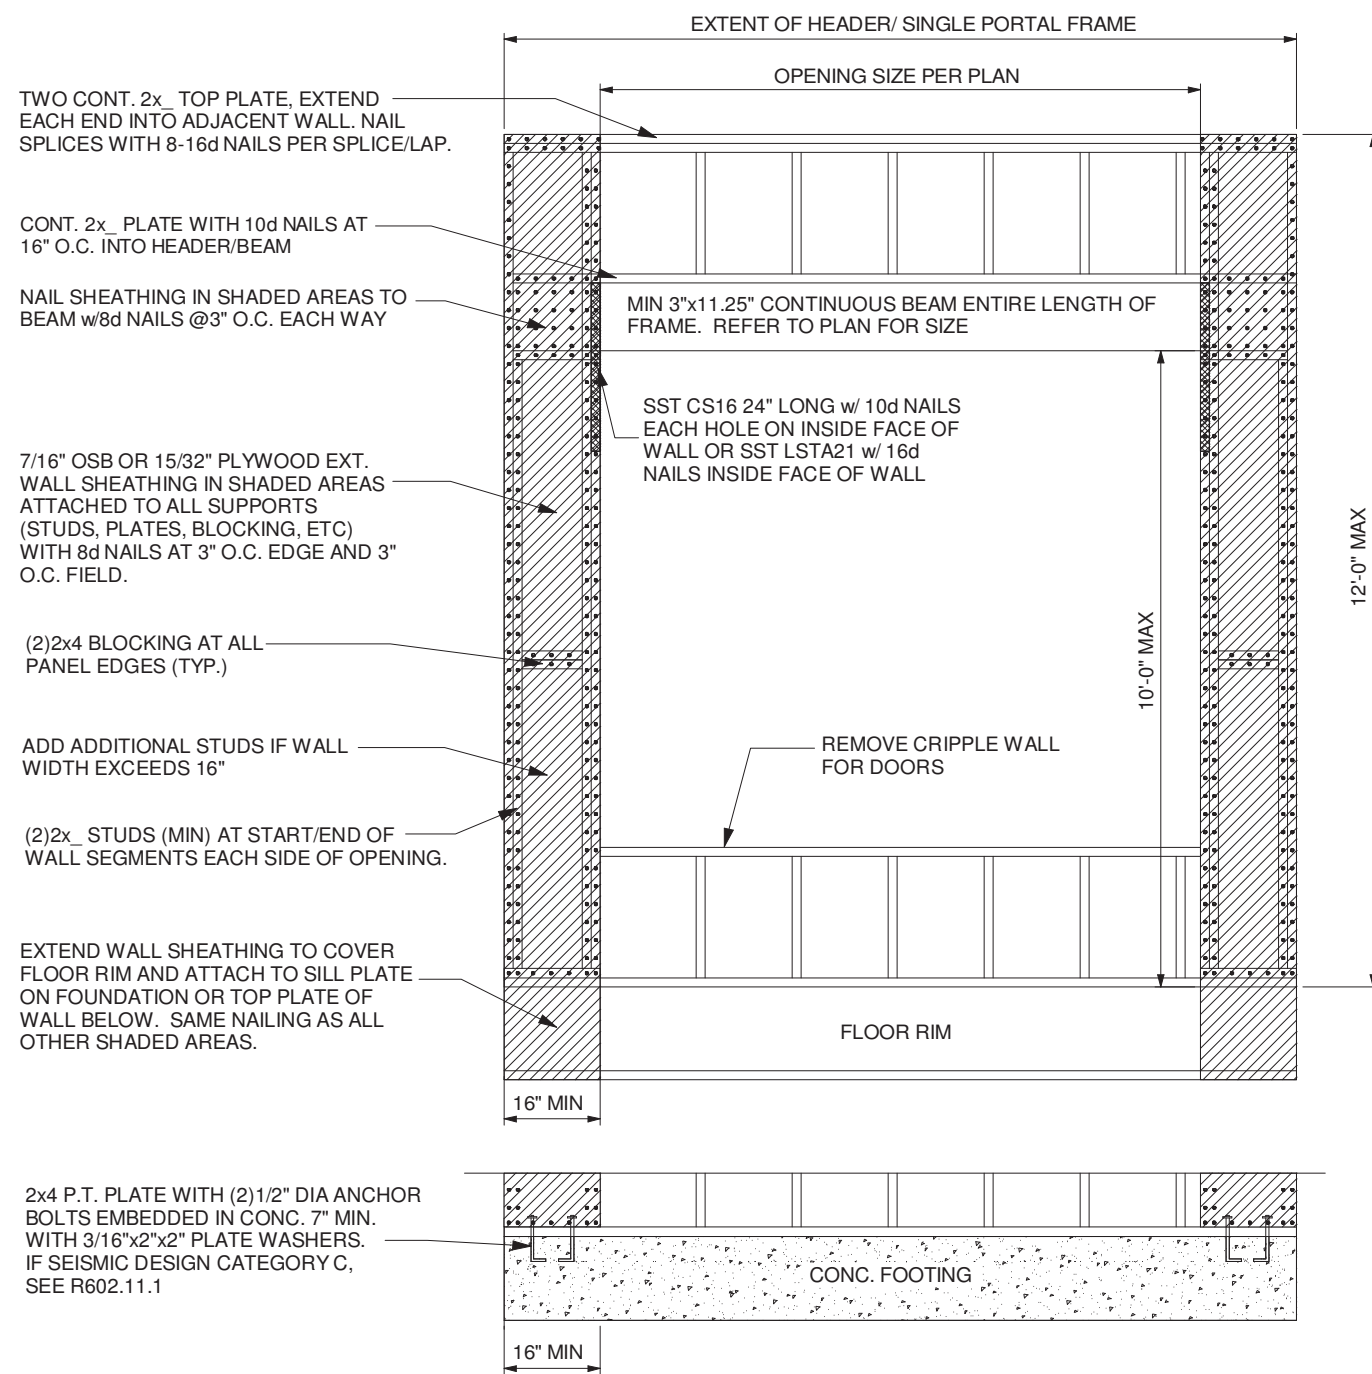 EXTENT OF HEADER/ SINGLE PORTAL FRAME
OPENING SIZE PER PLAN
TWO CONT. 2x_ TOP PLATE, EXTEND
EACH END INTO ADJACENT WALL. NAIL
SPLICES WITH 8-16d NAILS PER SPLICE/LAP.
CONT. 2x_ PLATE WITH 10d NAILS AT
16" O.C. INTO HEADER/BEAM
NAIL SHEATHING IN SHADED AREAS TO
BEAM w/8d NAILS @3" O.C. EACH WAY
MIN 3"x11.25" CONTINUOUS BEAM ENTIRE LENGTH OF
FRAME. REFER TO PLAN FOR SIZE
SST CS16 24" LONG w/ 10d NAILS
EACH HOLE ON INSIDE FACE OF
WALL OR SST LSTA21 w/ 16d
NAILS INSIDE FACE OF WALL
7/16" OSB OR 15/32" PLYWOOD EXT.
WALL SHEATHING IN SHADED AREAS
ATTACHED TO ALL SUPPORTS
(STUDS, PLATES, BLOCKING, ETC)
WITH 8d NAILS AT 3" O.C. EDGE AND 3"
O.C. FIELD.
12'-0" MAX
10'-0" MAX
(2)2x4 BLOCKING AT ALL
PANEL EDGES (TYP.)
ADD ADDITIONAL STUDS IF WALL
WIDTH EXCEEDS 16"
REMOVE CRIPPLE WALL
FOR DOORS
(2)2x_ STUDS (MIN) AT START/END OF
WALL SEGMENTS EACH SIDE OF OPENING.
EXTEND WALL SHEATHING TO COVER
FLOOR RIM AND ATTACH TO SILL PLATE
ON FOUNDATION OR TOP PLATE OF
WALL BELOW. SAME NAILING AS ALL
OTHER SHADED AREAS.
FLOOR RIM
16" MIN
2x4 P.T. PLATE WITH (2)1/2" DIA ANCHOR
BOLTS EMBEDDED IN CONC. 7" MIN.
WITH 3/16"x2"x2" PLATE WASHERS.
IF SEISMIC DESIGN CATEGORY C,
SEE R602.11.1
CONC. FOOTING
16" MIN